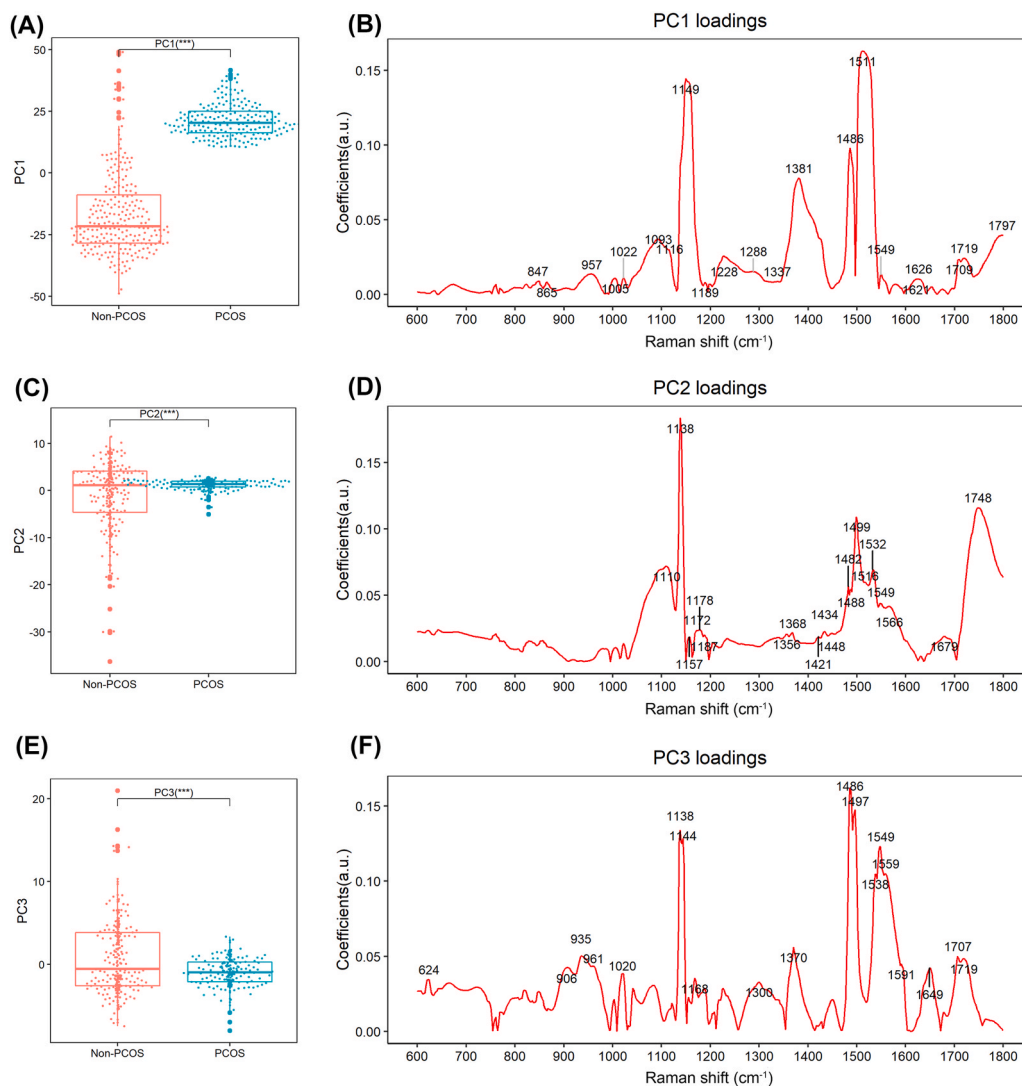 (A)
PC1(***)
50
25
0
-25
-50
PC1
Non-PCOS
PCOS
(B)
PC1 loadings
Coefficients(a.u.)
0.15
0.10
0.05
0.00
847
865
957
1005
1022
1093
1116
1149
1189
1228
1288
1337
1381
1486
1511
1549
1626
1621
1709
1719
1797
600 700 800 900 1000 1100 1200 1300 1400 1500 1600 1700 1800
Raman shift (cm⁻¹)
(C)
PC2(***)
10
0
-10
-20
-30
PC2
Non-PCOS
PCOS
(D)
PC2 loadings
Coefficients(a.u.)
0.15
0.10
0.05
0.00
1110
1138
1157
1172
1178
1187
1356
1368
1421
1434
1448
1482
1488
1499
1516
1532
1549
1566
1679
1748
600 700 800 900 1000 1100 1200 1300 1400 1500 1600 1700 1800
Raman shift (cm⁻¹)
(E)
PC3(***)
20
10
0
PC3
Non-PCOS
PCOS
(F)
PC3 loadings
Coefficients(a.u.)
0.15
0.10
0.05
0.00
624
906
935
961
1020
1138
1144
1168
1300
1370
1486
1497
1538
1549
1559
1591
1649
1707
1719
600 700 800 900 1000 1100 1200 1300 1400 1500 1600 1700 1800
Raman shift (cm⁻¹)